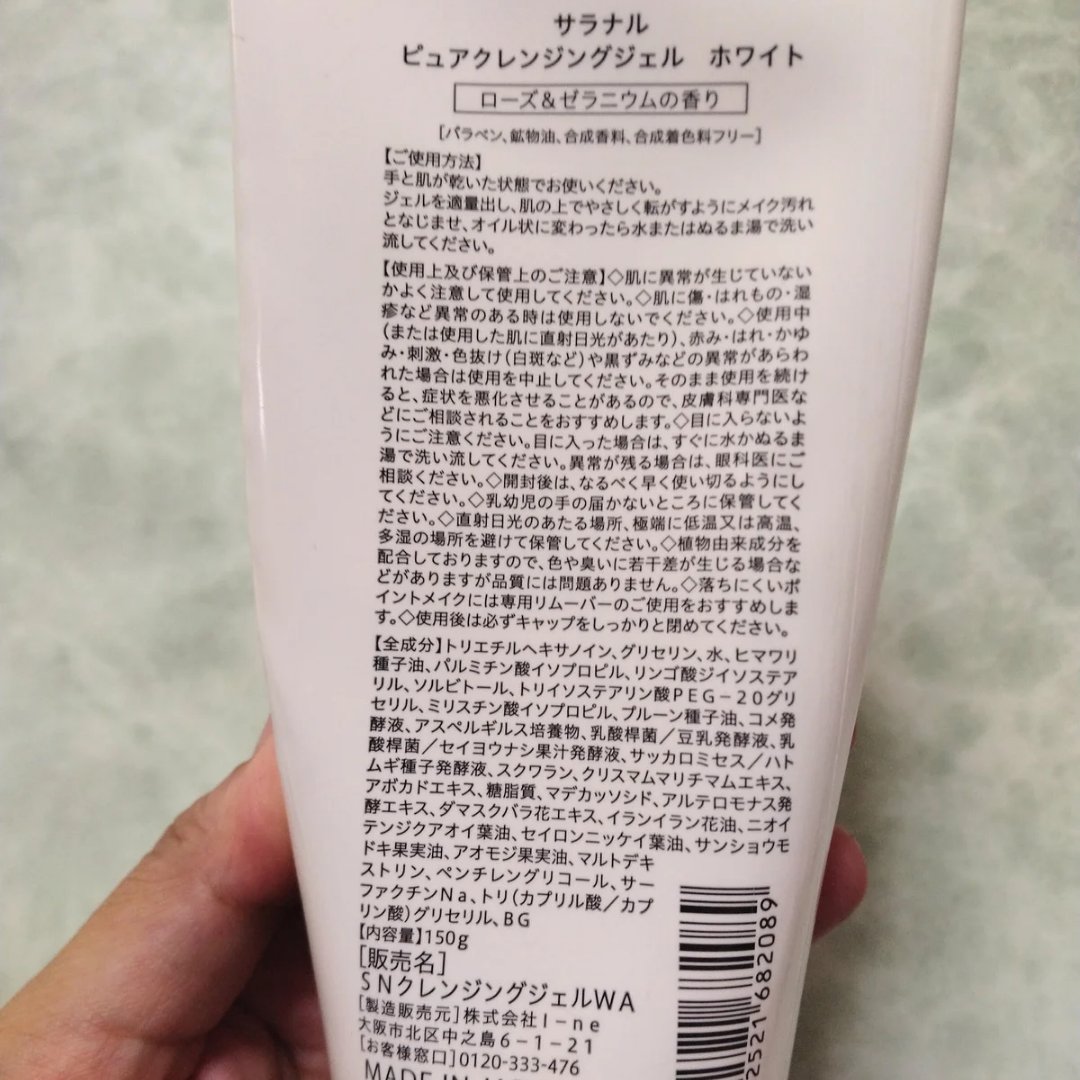 サラナル
ピュアクレンジングジェル　ホワイト
ローズ&ゼラニウムの香り
[パラベン、鉱物油、合成香料、合成着色料フリー]
【ご使用方法】
手と肌が乾いた状態でお使いください。
ジェルを適量出し、肌の上でやさしく転がすようにメイク汚れ
となじませ、オイル状に変わったら水またはぬるま湯で洗い
流してください。
【使用上及び保管上のご注意】◇肌に異常が生じていない
かよく注意して使用してください。◇肌に傷・はれもの・湿
疹など異常のある時は使用しないでください。◇使用中
(または使用した肌に直射日光があたり)、赤み・はれ・かゆ
み・刺激・色抜け(白斑など)や黒ずみなどの異常があらわ
れた場合は使用を中止してください。そのまま使用を続け
ると、症状を悪化させることがあるので、皮膚科専門医な
どにご相談されることをおすすめします。◇目に入らないよ
うにご注意ください。目に入った場合は、すぐに水かぬるま
湯で洗い流してください。異常が残る場合は、眼科医にご
相談ください。◇開封後は、なるべく早く使い切るようにし
てください。◇乳幼児の手の届かないところに保管してく
ださい。◇直射日光のあたる場所、極端に低温又は高温、
多湿の場所を避けて保管してください。◇植物由来成分を
配合しておりますので、色や臭いに若干差が生じる場合な
どがありますが品質には問題ありません。◇落ちにくいポ
イントメイクには専用リムーバーのご使用をおすすめしま
す。◇使用後は必ずキャップをしっかりと閉めてください。
【全成分】トリエチルヘキサノイン、グリセリン、水、ヒマワリ
種子油、パルミチン酸イソプロピル、リンゴ酸ジイソステア
リル、ソルビトール、トリイソステアリン酸PEG－20グリ
セリル、ミリスチン酸イソプロピル、プルーン種子油、コメ発
酵液、アスペルギルス培養物、乳酸桿菌／豆乳発酵液、乳
酸桿菌／セイヨウナシ果汁発酵液、サッカロミセス／ハト
ムギ種子発酵液、スクワラン、クリスマムマリチマムエキス、
アボカドエキス、糖脂質、マデカッソシド、アルテロモナス発
酵エキス、ダマスクバラ花エキス、イランイラン花油、ニオイ
テンジクアオイ葉油、セイロンニッケイ葉油、サンショウモ
ドキ果実油、アオモジ果実油、マルトデキ
ストリン、ペンチレングリコール、サー
ファクチンNa、トリ(カプリル酸／カプ
リン酸)グリセリル、BG
【内容量】150g
[販売名]
SNクレンジングジェルWA
[製造販売元]株式会社I-ne
大阪市北区中之島6－1－21
[お客様窓口]0120-333-476
MADE IN
2521 682089